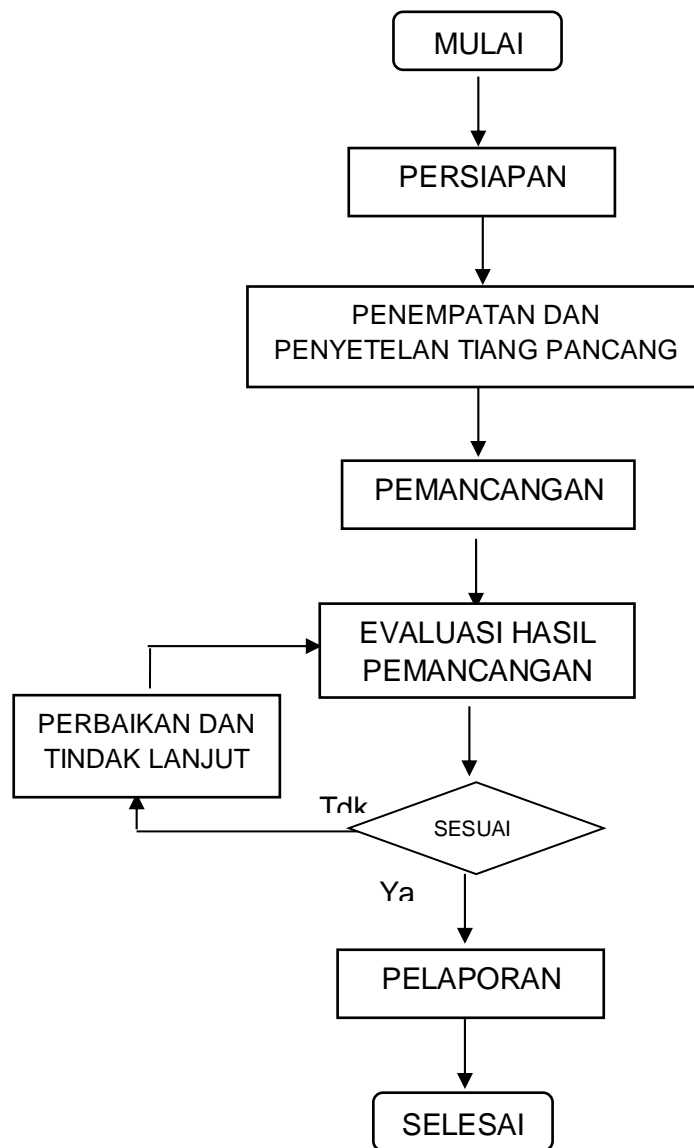 MULAI
PERSIAPAN
PENEMPATAN DAN
PENYETELAN TIANG PANCANG
PEMANCANGAN
EVALUASI HASIL
PEMANCANGAN
PERBAIKAN DAN
TINDAK LANJUT
Tdk
SESUAI
Ya
PELAPORAN
SELESAI